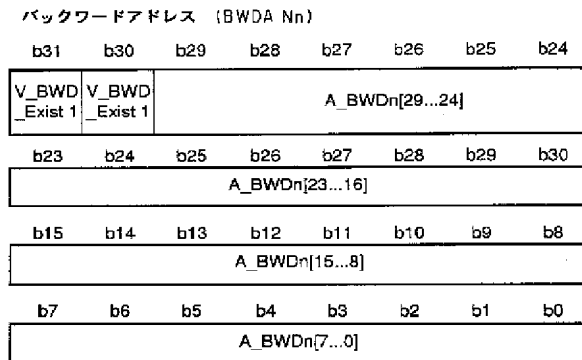 バックワードアドレス (BWDA Nn)
b31 b30 b29 b28 b27 b26 b25 b24
V_BWD V_BWD A_BWDn[29...24]
_Exist 1 _Exist 1
b23 b24 b25 b26 b27 b28 b29 b30
A_BWDn[23...16]
b15 b14 b13 b12 b11 b10 b9 b8
A_BWDn[15...8]
b7 b6 b5 b4 b3 b2 b1 b0
A_BWDn[7...0]